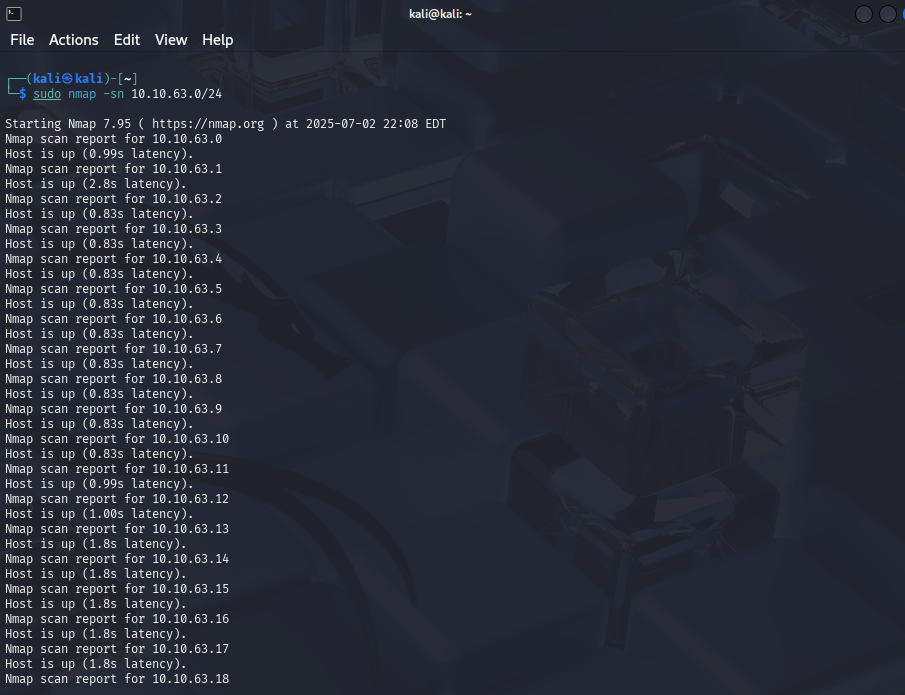 kali@kali: ~
File Actions Edit View Help
┌──(kali㉿kali)-[~]
└─$ sudo nmap -sn 10.10.63.0/24
Starting Nmap 7.95 ( https://nmap.org ) at 2025-07-02 22:08 EDT
Nmap scan report for 10.10.63.0
Host is up (0.99s latency).
Nmap scan report for 10.10.63.1
Host is up (2.8s latency).
Nmap scan report for 10.10.63.2
Host is up (0.83s latency).
Nmap scan report for 10.10.63.3
Host is up (0.83s latency).
Nmap scan report for 10.10.63.4
Host is up (0.83s latency).
Nmap scan report for 10.10.63.5
Host is up (0.83s latency).
Nmap scan report for 10.10.63.6
Host is up (0.83s latency).
Nmap scan report for 10.10.63.7
Host is up (0.83s latency).
Nmap scan report for 10.10.63.8
Host is up (0.83s latency).
Nmap scan report for 10.10.63.9
Host is up (0.83s latency).
Nmap scan report for 10.10.63.10
Host is up (0.83s latency).
Nmap scan report for 10.10.63.11
Host is up (0.99s latency).
Nmap scan report for 10.10.63.12
Host is up (1.00s latency).
Nmap scan report for 10.10.63.13
Host is up (1.8s latency).
Nmap scan report for 10.10.63.14
Host is up (1.8s latency).
Nmap scan report for 10.10.63.15
Host is up (1.8s latency).
Nmap scan report for 10.10.63.16
Host is up (1.8s latency).
Nmap scan report for 10.10.63.17
Host is up (1.8s latency).
Nmap scan report for 10.10.63.18